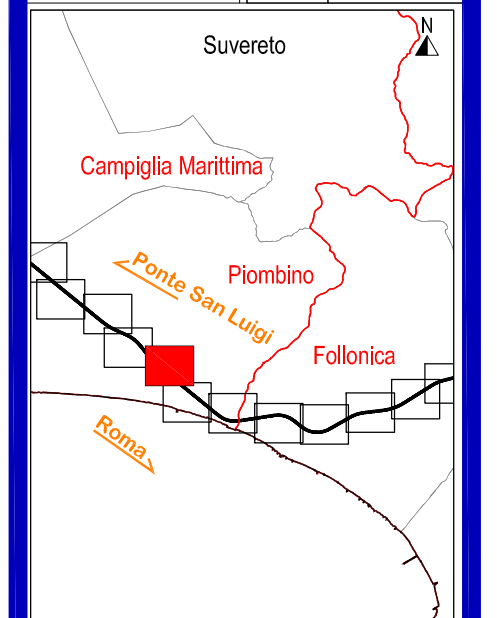 N
Suvereto
Campiglia Marittima
Ponte San Luigi
Piombino
Follonica
Roma